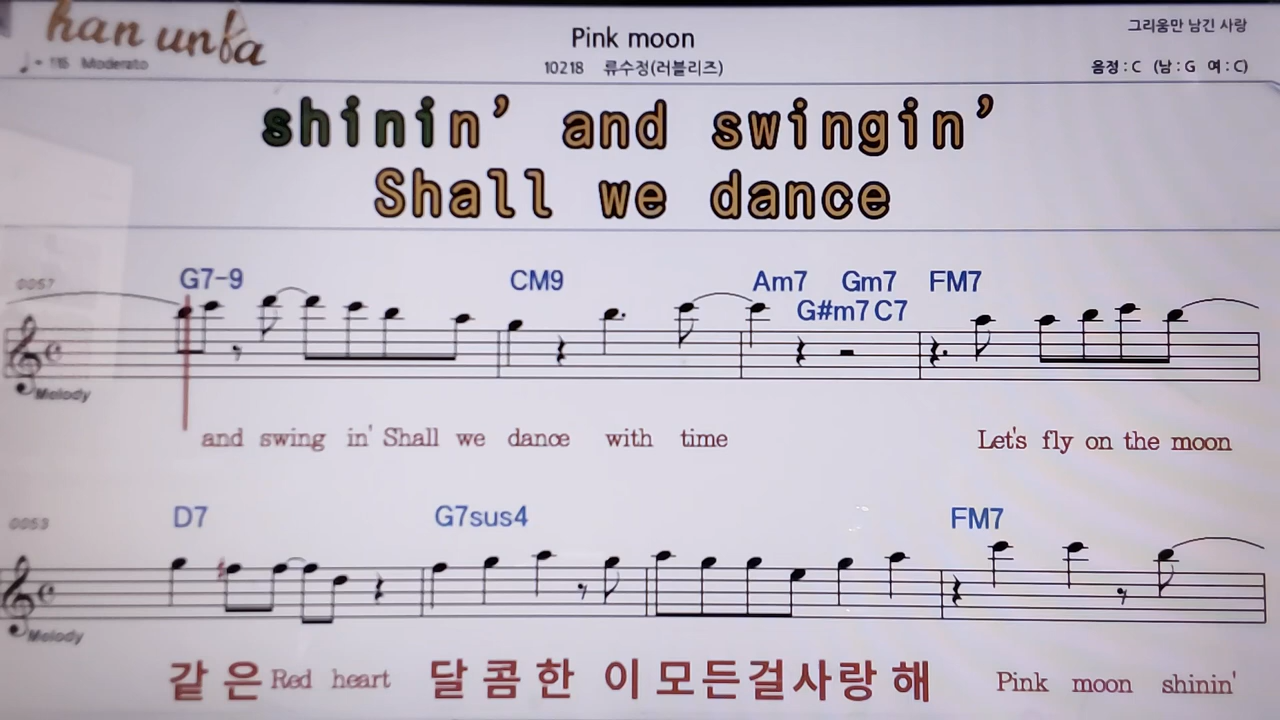 han unba
Pink moon
그리움만 남긴 사랑
♩= 115 Moderato
10218 류수정(러블리즈)
음정 : C (남 : G 여 : C)
shinin’ and swingin’
Shall we dance
0057
G7-9 CM9 Am7 Gm7 FM7
G#m7 C7
Melody
and swing in' Shall we dance with time Let's fly on the moon
0053
D7 G7sus4 FM7
Melody
같 은 Red heart 달 콤 한 이 모든걸사랑 해 Pink moon shinin'